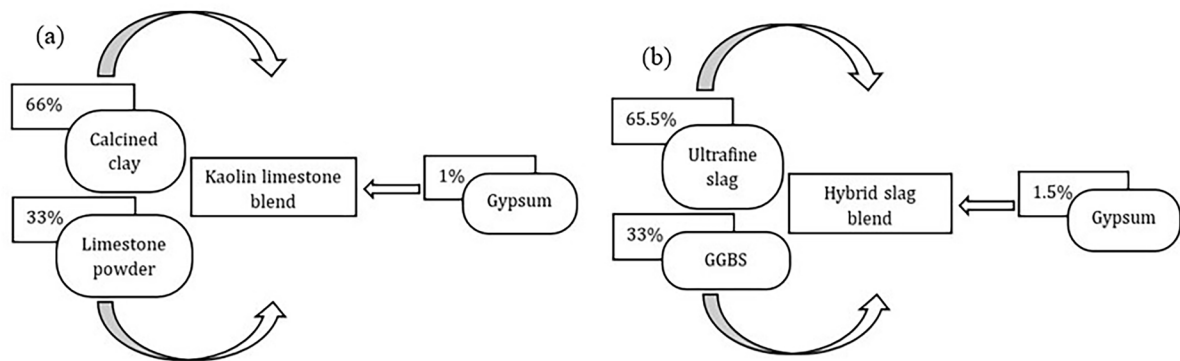 (a)
66%
Calcined
clay
Kaolin limestone
blend
1%
Gypsum
33%
Limestone
powder
(b)
65.5%
Ultrafine
slag
Hybrid slag
blend
1.5%
Gypsum
33%
GGBS